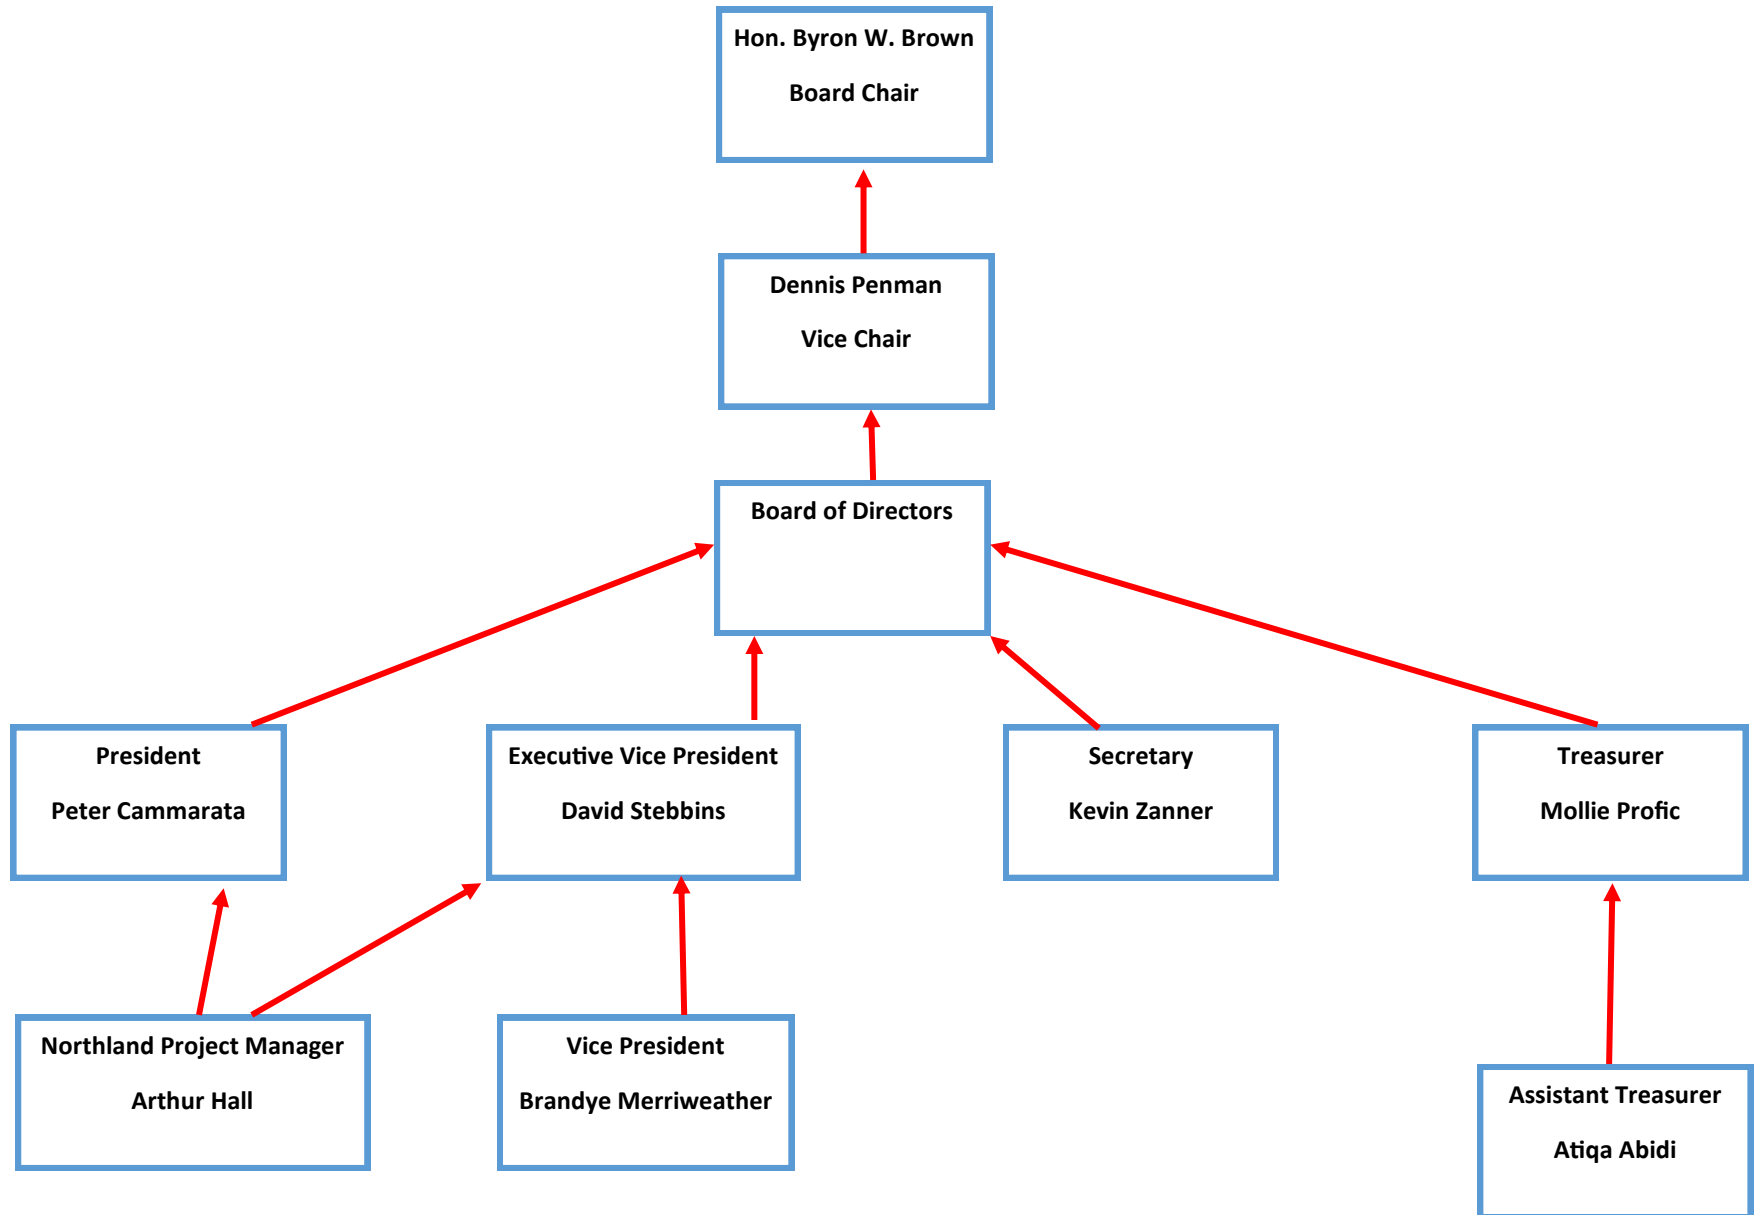 Hon. Byron W. Brown
Board Chair
Dennis Penman
Vice Chair
Board of Directors
President
Peter Cammarata
Executive Vice President
David Stebbins
Secretary
Kevin Zanner
Treasurer
Mollie Profic
Northland Project Manager
Arthur Hall
Vice President
Brandye Merriweather
Assistant Treasurer
Atiqa Abidi